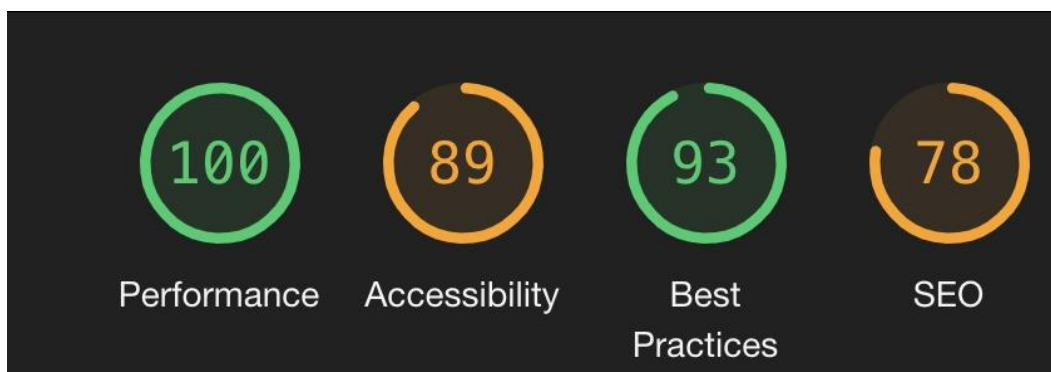 100
89
93
78
Performance
Accessibility
Best
Practices
SEO